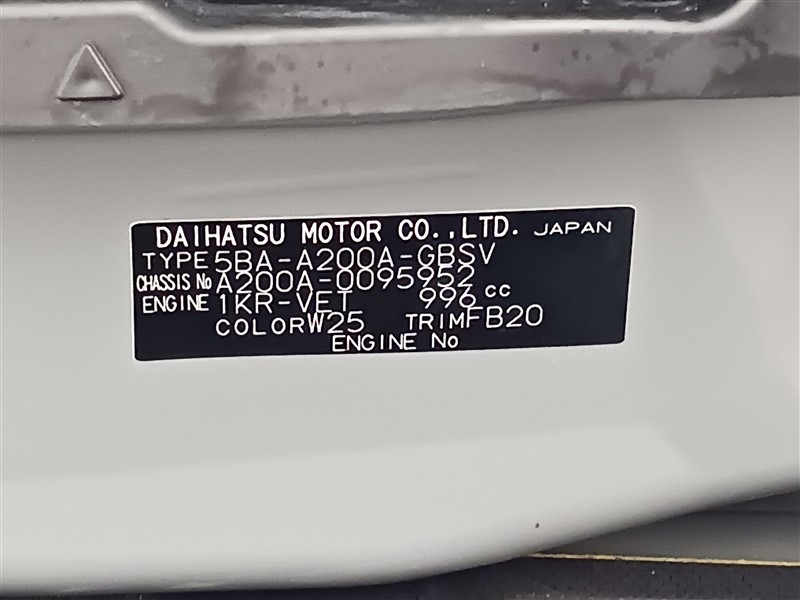 DAIHATSU MOTOR CO.,LTD. JAPAN
TYPE 5BA-A200A-GBSV
CHASSIS No A200A-0095952
ENGINE 1KR-VET 996 cc
COLOR W25 TRIM FB20
ENGINE No